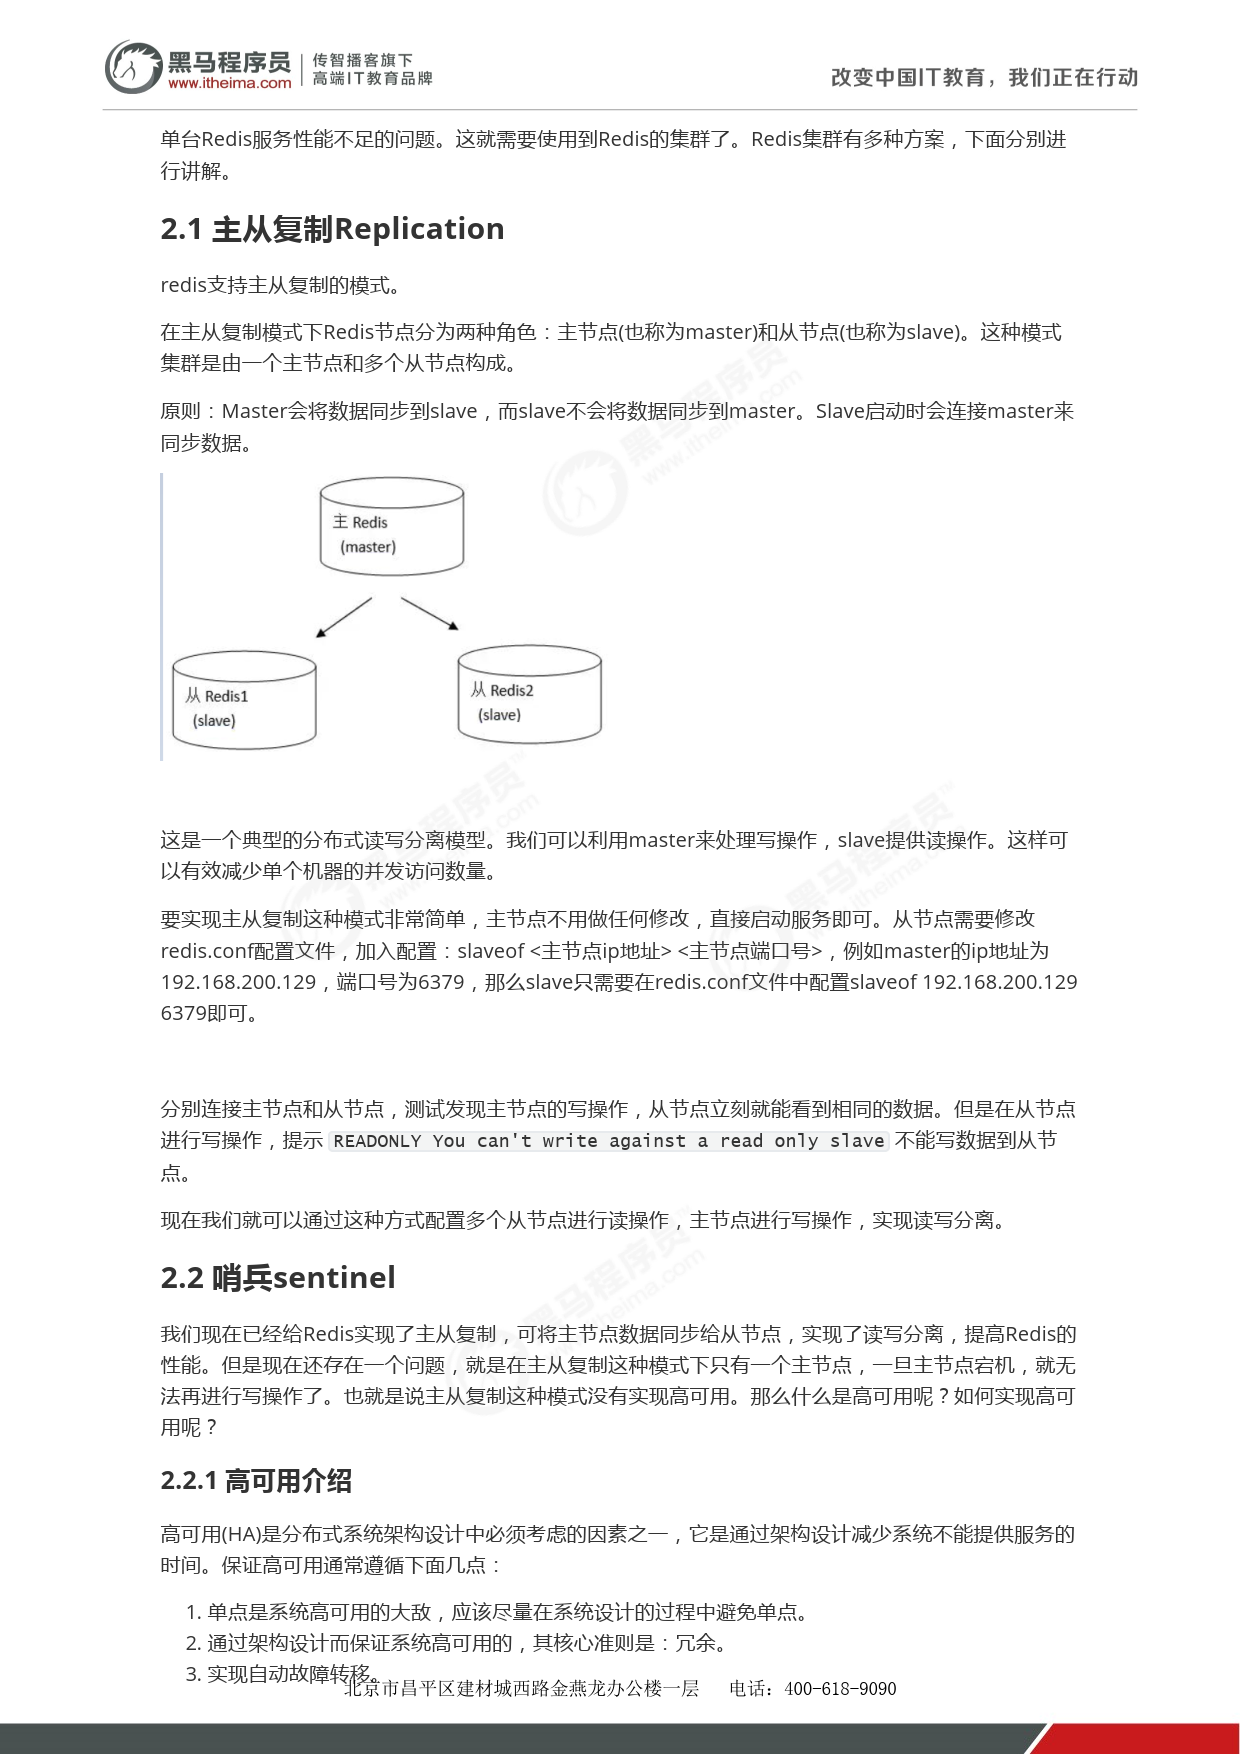 黑马程序员
www.itheima.com
传智播客旗下
高端IT教育品牌
改变中国IT教育，我们正在行动
单台Redis服务性能不足的问题。这就需要使用到Redis的集群了。Redis集群有多种方案，下面分别进
行讲解。
2.1 主从复制Replication
redis支持主从复制的模式。
在主从复制模式下Redis节点分为两种角色：主节点(也称为master)和从节点(也称为slave)。这种模式
集群是由一个主节点和多个从节点构成。
原则：Master会将数据同步到slave，而slave不会将数据同步到master。Slave启动时会连接master来
同步数据。
主 Redis
(master)
从 Redis1
(slave)
从 Redis2
(slave)
这是一个典型的分布式读写分离模型。我们可以利用master来处理写操作，slave提供读操作。这样可
以有效减少单个机器的并发访问数量。
要实现主从复制这种模式非常简单，主节点不用做任何修改，直接启动服务即可。从节点需要修改
redis.conf配置文件，加入配置：slaveof <主节点ip地址> <主节点端口号>，例如master的ip地址为
192.168.200.129，端口号为6379，那么slave只需要在redis.conf文件中配置slaveof 192.168.200.129
6379即可。
分别连接主节点和从节点，测试发现主节点的写操作，从节点立刻就能看到相同的数据。但是在从节点
进行写操作，提示 READONLY You can't write against a read only slave 不能写数据到从节
点。
现在我们就可以通过这种方式配置多个从节点进行读操作，主节点进行写操作，实现读写分离。
2.2 哨兵sentinel
我们现在已经给Redis实现了主从复制，可将主节点数据同步给从节点，实现了读写分离，提高Redis的
性能。但是现在还存在一个问题，就是在主从复制这种模式下只有一个主节点，一旦主节点宕机，就无
法再进行写操作了。也就是说主从复制这种模式没有实现高可用。那么什么是高可用呢？如何实现高可
用呢？
2.2.1 高可用介绍
高可用(HA)是分布式系统架构设计中必须考虑的因素之一，它是通过架构设计减少系统不能提供服务的
时间。保证高可用通常遵循下面几点：
1. 单点是系统高可用的大敌，应该尽量在系统设计的过程中避免单点。
2. 通过架构设计而保证系统高可用的，其核心准则是：冗余。
3. 实现自动故障转移。
北京市昌平区建材城西路金燕龙办公楼一层 电话：400-618-9090